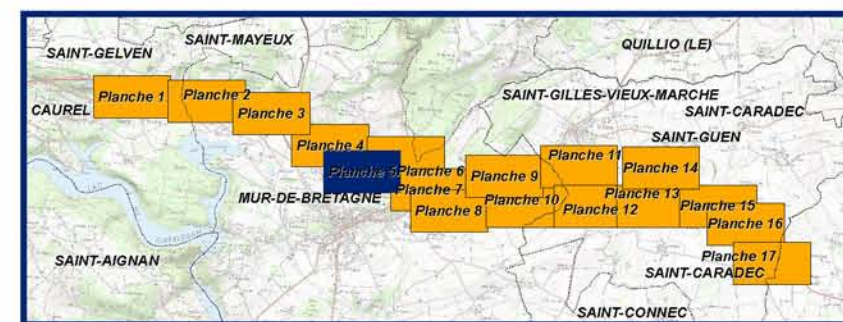 SAINT-GELVEN
SAINT-MAYEUX
QUILLIO (LE)
CAUREL
Planche 1
Planche 2
SAINT-GILLES-VIEUX-MARCHE
SAINT-CARADEC
Planche 3
SAINT-GUEN
Planche 4
Planche 11
Planche 14
Planche 5
Planche 6
Planche 9
MUR-DE-BRETAGNE
Planche 7
Planche 10
Planche 13
Planche 8
Planche 12
Planche 15
Planche 16
SAINT-AIGNAN
Planche 17
SAINT-CARADEC
SAINT-CONNEC